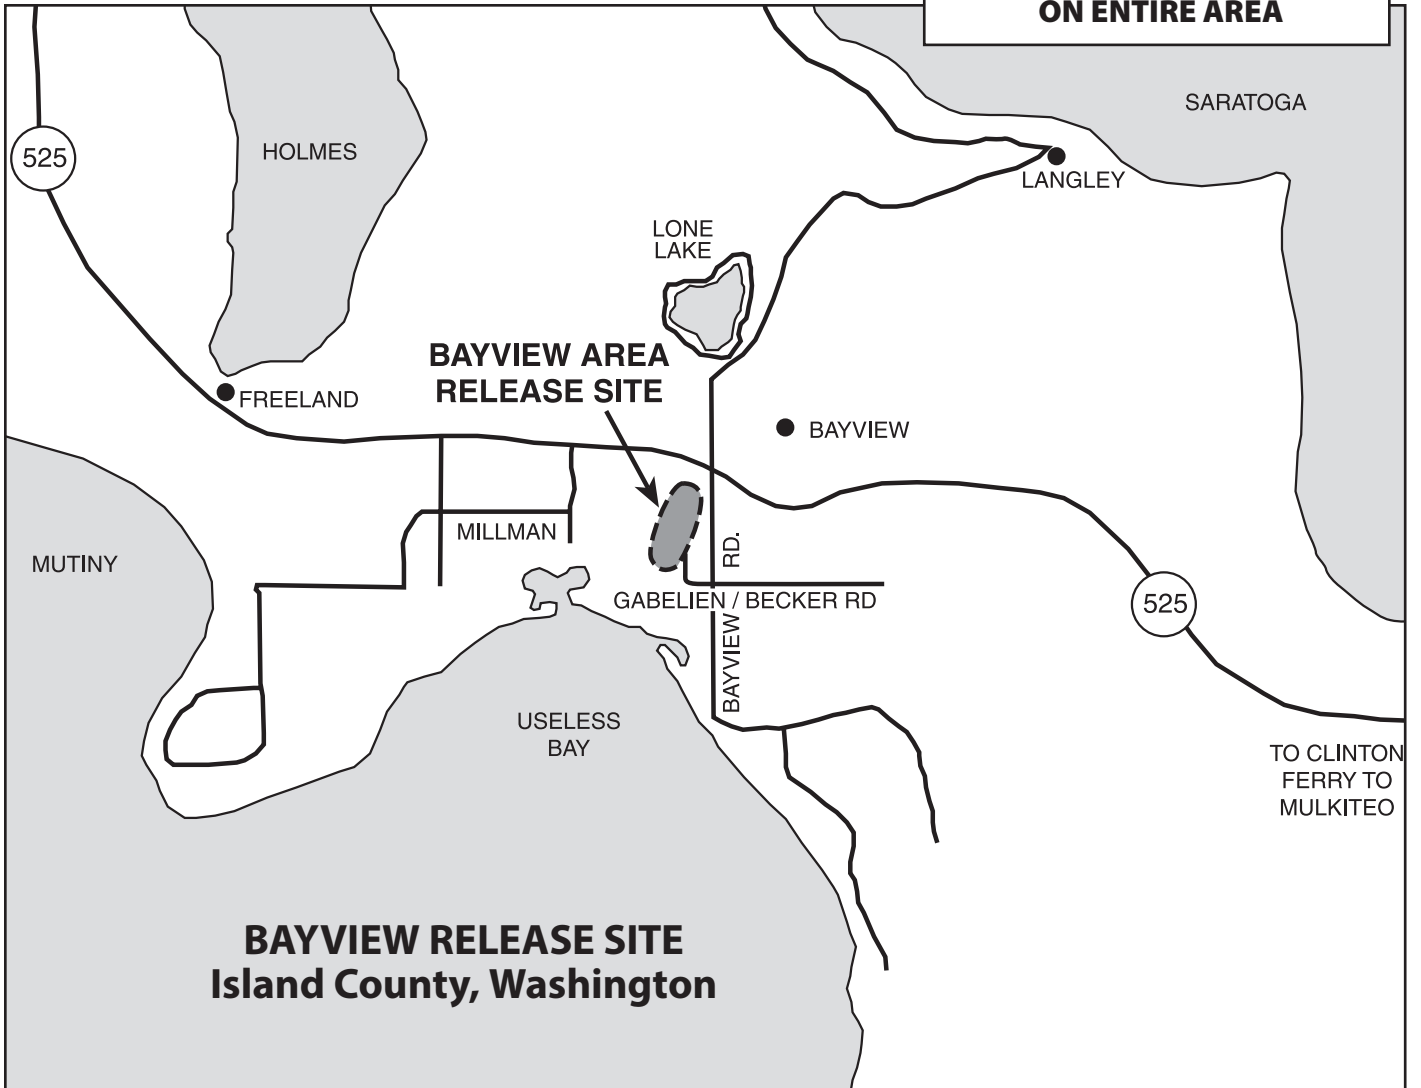 ON ENTIRE AREA
SARATOGA
525
HOLMES
LANGLEY
LONE
LAKE
BAYVIEW AREA
RELEASE SITE
FREELAND
BAYVIEW
MILLMAN
MUTINY
RD.
GABELIEN / BECKER RD
525
BAYVIEW
USELESS
BAY
TO CLINTON
FERRY TO
MULKITEO
BAYVIEW RELEASE SITE
Island County, Washington